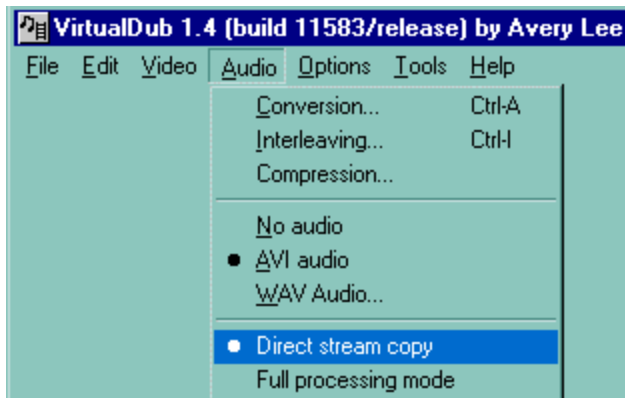 VirtualDub 1.4 (build 11583/release) by Avery Lee
File Edit Video Audio Options Tools Help
Conversion... Ctrl-A
Interleaving... Ctrl-I
Compression...
No audio
AVI audio
WAV Audio...
Direct stream copy
Full processing mode